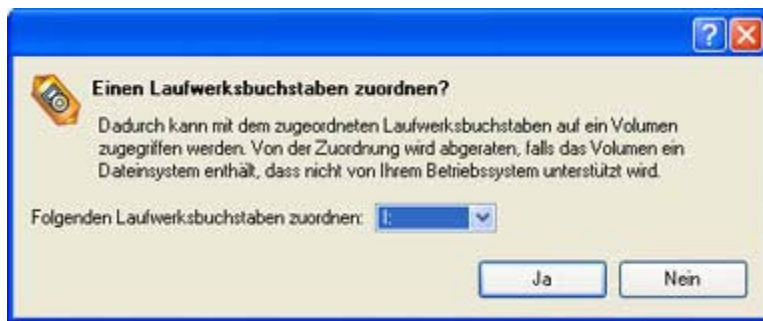 Einen Laufwerksbuchstaben zuordnen?
Dadurch kann mit dem zugeordneten Laufwerksbuchstaben auf ein Volumen
zugegriffen werden. Von der Zuordnung wird abgeraten, falls das Volumen ein
Dateinsystem enthält, dass nicht von Ihrem Betriebssystem unterstützt wird.
Folgenden Laufwerksbuchstaben zuordnen: I:
Ja Nein